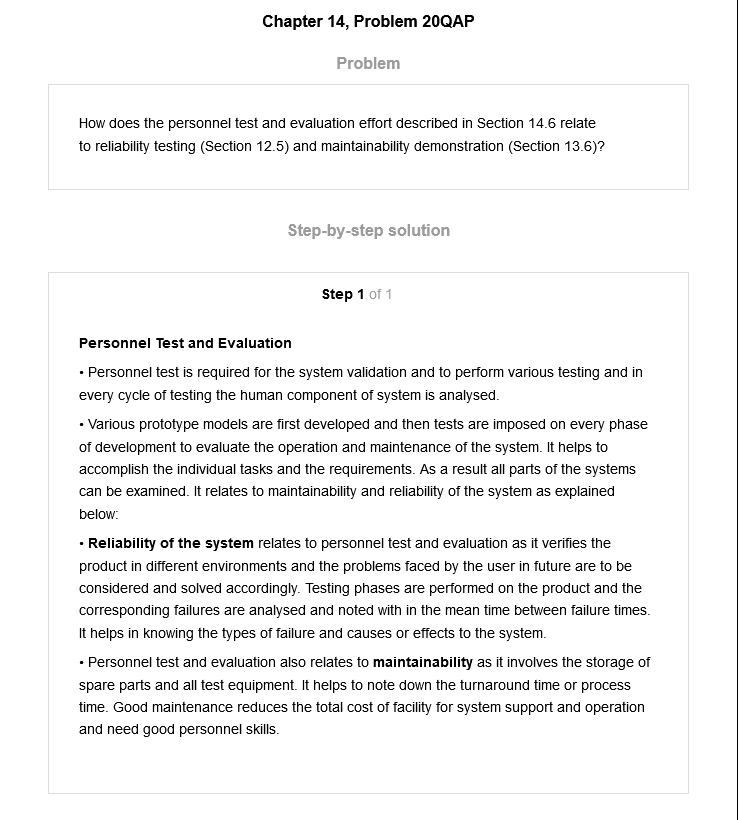 Chapter 14, Problem 20QAP
Problem
How does the personnel test and evaluation effort described in Section 14.6 relate
to reliability testing (Section 12.5) and maintainability demonstration (Section 13.6)?
Step-by-step solution
Step 1 of 1
Personnel Test and Evaluation
• Personnel test is required for the system validation and to perform various testing and in
every cycle of testing the human component of system is analysed.
• Various prototype models are first developed and then tests are imposed on every phase
of development to evaluate the operation and maintenance of the system. It helps to
accomplish the individual tasks and the requirements. As a result all parts of the systems
can be examined. It relates to maintainability and reliability of the system as explained
below:
• Reliability of the system relates to personnel test and evaluation as it verifies the
product in different environments and the problems faced by the user in future are to be
considered and solved accordingly. Testing phases are performed on the product and the
corresponding failures are analysed and noted with in the mean time between failure times.
It helps in knowing the types of failure and causes or effects to the system.
• Personnel test and evaluation also relates to maintainability as it involves the storage of
spare parts and all test equipment. It helps to note down the turnaround time or process
time. Good maintenance reduces the total cost of facility for system support and operation
and need good personnel skills.